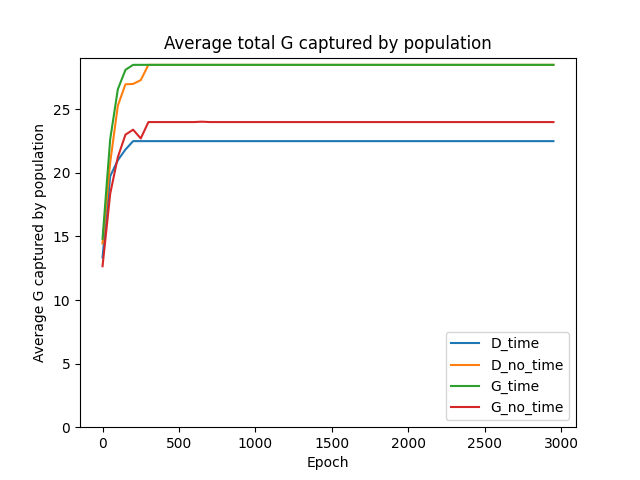 Average total G captured by population
Average G captured by population
25
20
15
10
5
0
0 500 1000 1500 2000 2500 3000
Epoch
D_time
D_no_time
G_time
G_no_time